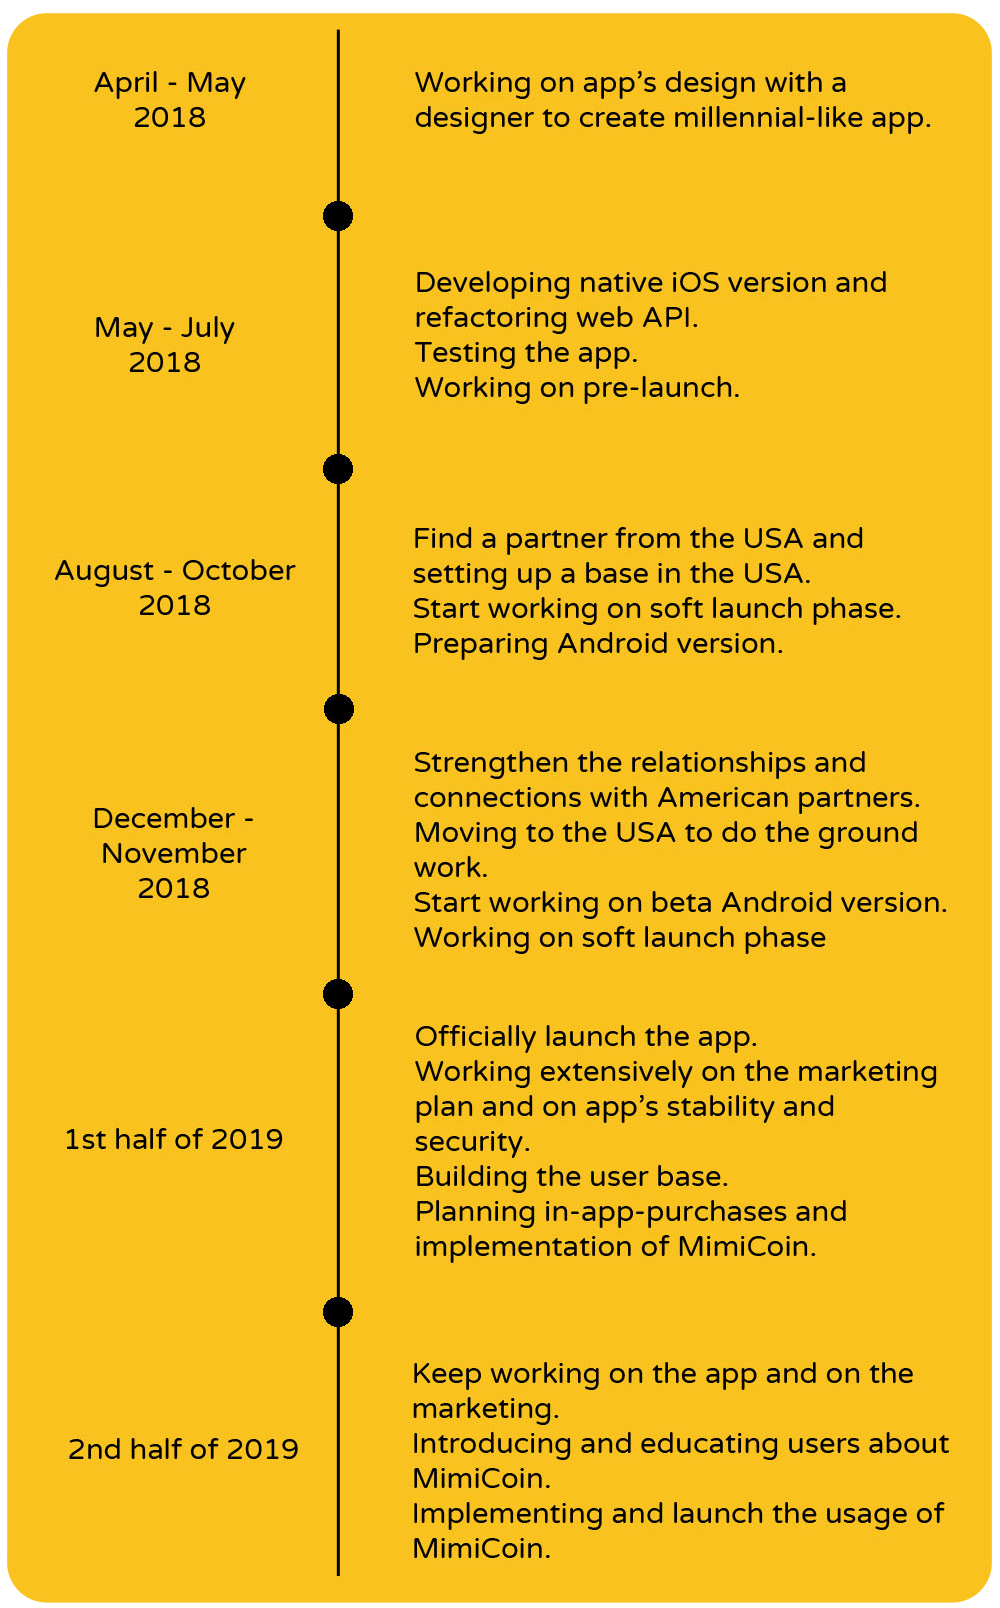 April - May
2018
Working on app's design with a
designer to create millennial-like app.
May - July
2018
Developing native iOS version and
refactoring web API.
Testing the app.
Working on pre-launch.
August - October
2018
Find a partner from the USA and
setting up a base in the USA.
Start working on soft launch phase.
Preparing Android version.
December -
November
2018
Strengthen the relationships and
connections with American partners.
Moving to the USA to do the ground
work.
Start working on beta Android version.
Working on soft launch phase
1st half of 2019
Officially launch the app.
Working extensively on the marketing
plan and on app's stability and
security.
Building the user base.
Planning in-app-purchases and
implementation of MimiCoin.
2nd half of 2019
Keep working on the app and on the
marketing.
Introducing and educating users about
MimiCoin.
Implementing and launch the usage of
MimiCoin.